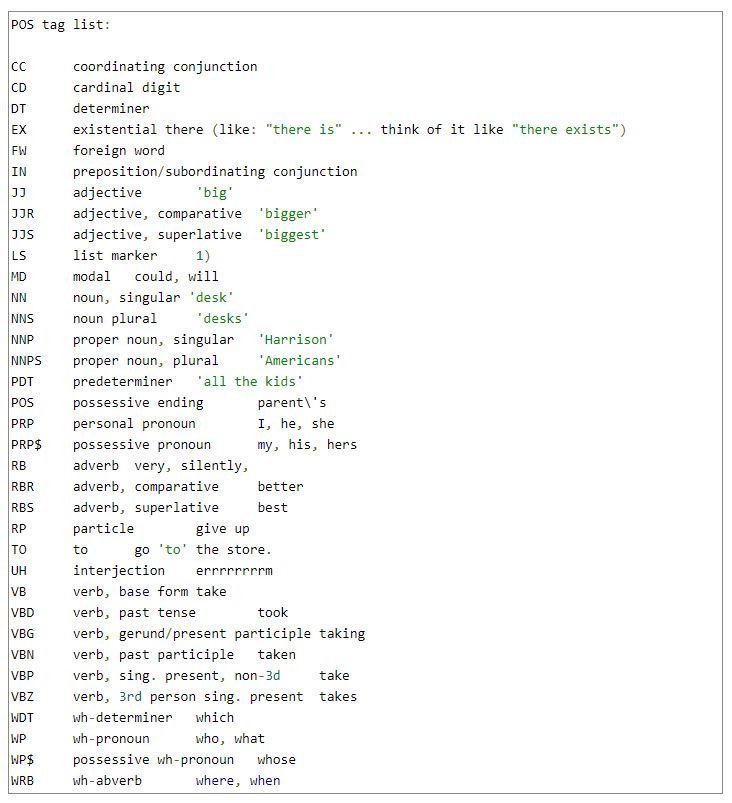 POS tag list:
CC coordinating conjunction
CD cardinal digit
DT determiner
EX existential there (like: "there is" ... think of it like "there exists")
FW foreign word
IN preposition/subordinating conjunction
JJ adjective 'big'
JJR adjective, comparative 'bigger'
JJS adjective, superlative 'biggest'
LS list marker 1)
MD modal could, will
NN noun, singular 'desk'
NNS noun plural 'desks'
NNP proper noun, singular 'Harrison'
NNPS proper noun, plural 'Americans'
PDT predeterminer 'all the kids'
POS possessive ending parent\'s
PRP personal pronoun I, he, she
PRP$ possessive pronoun my, his, hers
RB adverb very, silently,
RBR adverb, comparative better
RBS adverb, superlative best
RP particle give up
TO to go 'to' the store.
UH interjection errrrrrrrm
VB verb, base form take
VBD verb, past tense took
VBG verb, gerund/present participle taking
VBN verb, past participle taken
VBP verb, sing. present, non-3d take
VBZ verb, 3rd person sing. present takes
WDT wh-determiner which
WP wh-pronoun who, what
WP$ possessive wh-pronoun whose
WRB wh-abverb where, when